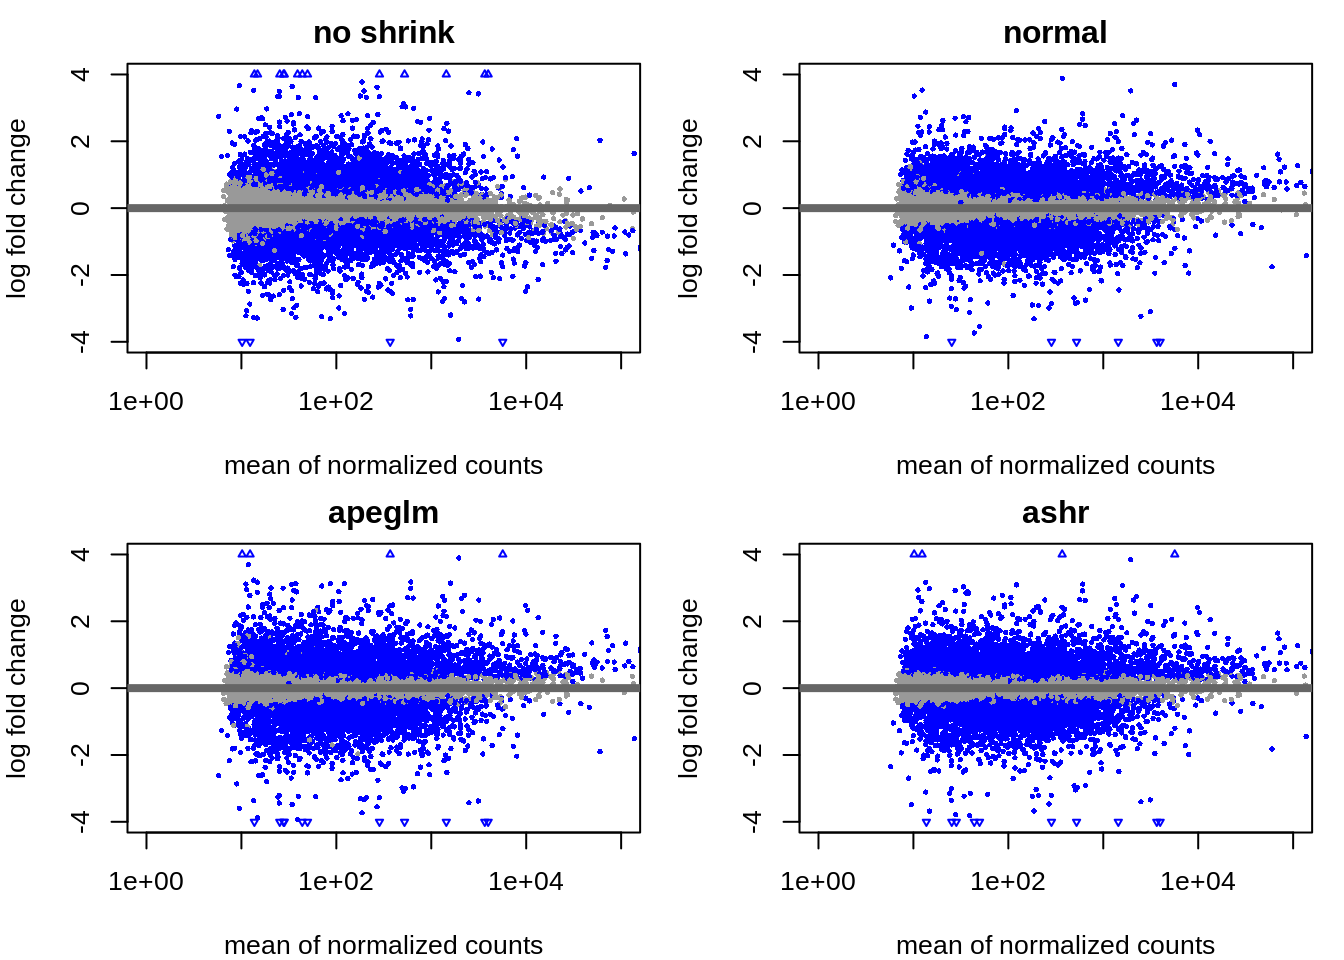 no shrink
4
2
0
-2
-4
log fold change
1e+00 1e+02 1e+04
mean of normalized counts
normal
4
2
0
-2
-4
log fold change
1e+00 1e+02 1e+04
mean of normalized counts
apeglm
4
2
0
-2
-4
log fold change
1e+00 1e+02 1e+04
mean of normalized counts
ashr
4
2
0
-2
-4
log fold change
1e+00 1e+02 1e+04
mean of normalized counts